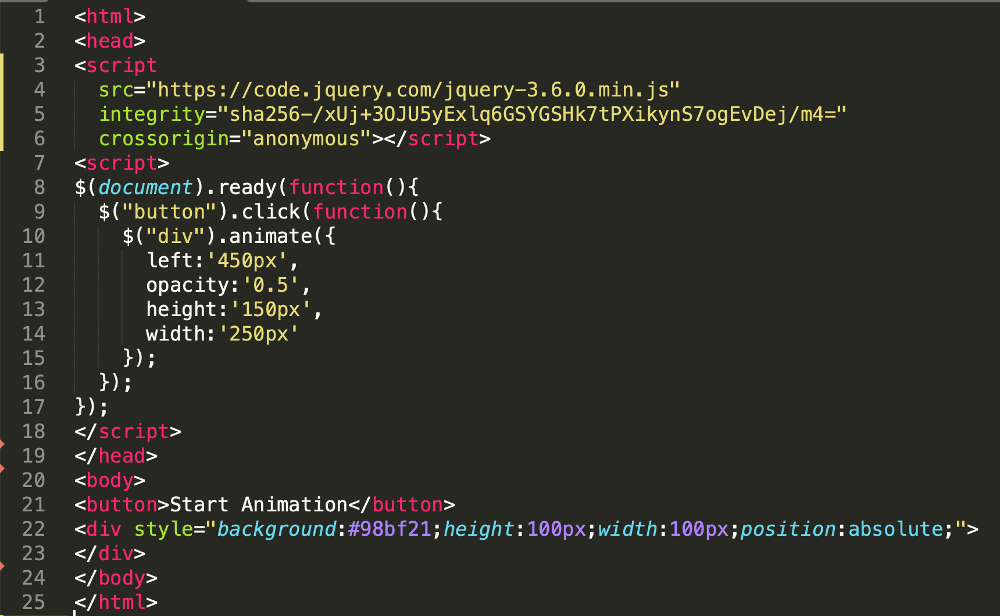 1 <html>
2 <head>
3 <script
4   src="https://code.jquery.com/jquery-3.6.0.min.js"
5   integrity="sha256-/xUj+3OJU5yExlq6GSYGSHk7tPXikynS7ogEvDej/m4="
6   crossorigin="anonymous"></script>
7 <script>
8 $(document).ready(function(){
9   $("button").click(function(){
10     $("div").animate({
11       left:'450px',
12       opacity:'0.5',
13       height:'150px',
14       width:'250px'
15     });
16   });
17 });
18 </script>
19 </head>
20 <body>
21 <button>Start Animation</button>
22 <div style="background:#98bf21;height:100px;width:100px;position:absolute;">
23 </div>
24 </body>
25 </html>